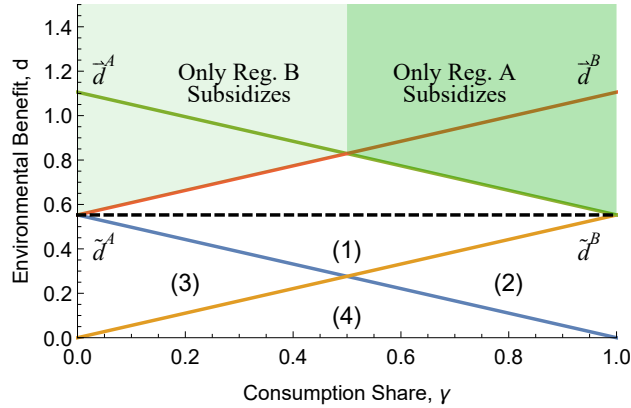 1.4
1.2
1.0
0.8
0.6
0.4
0.2
0.0
Environmental Benefit, d
d⃗^A
Only Reg. B
Subsidizes
Only Reg. A
Subsidizes
d⃗^B
d̃^A
d̃^B
(1)
(3)
(2)
(4)
0.0
0.2
0.4
0.6
0.8
1.0
Consumption Share, γ